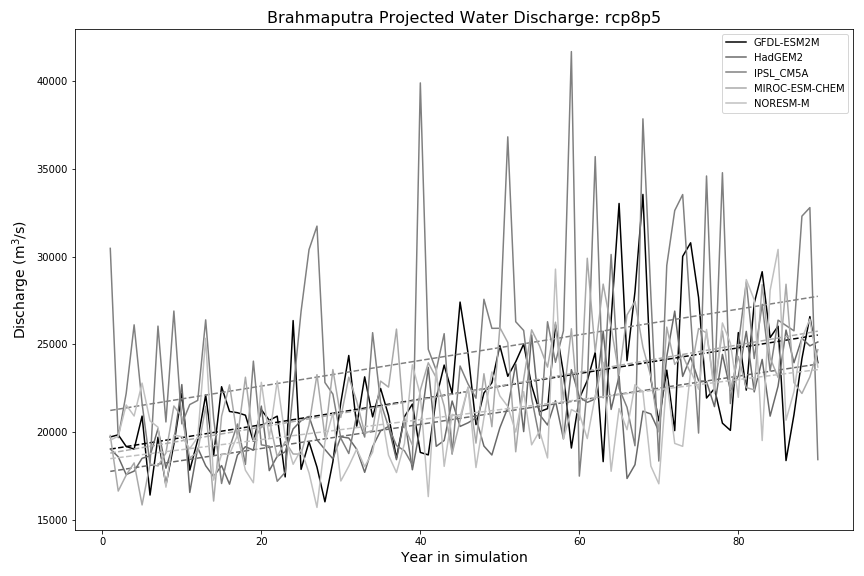 Brahmaputra Projected Water Discharge: rcp8p5
GFDL-ESM2M
HadGEM2
IPSL_CM5A
MIROC-ESM-CHEM
NORESM-M
40000
35000
30000
25000
20000
15000
Discharge (m³/s)
0 20 40 60 80
Year in simulation